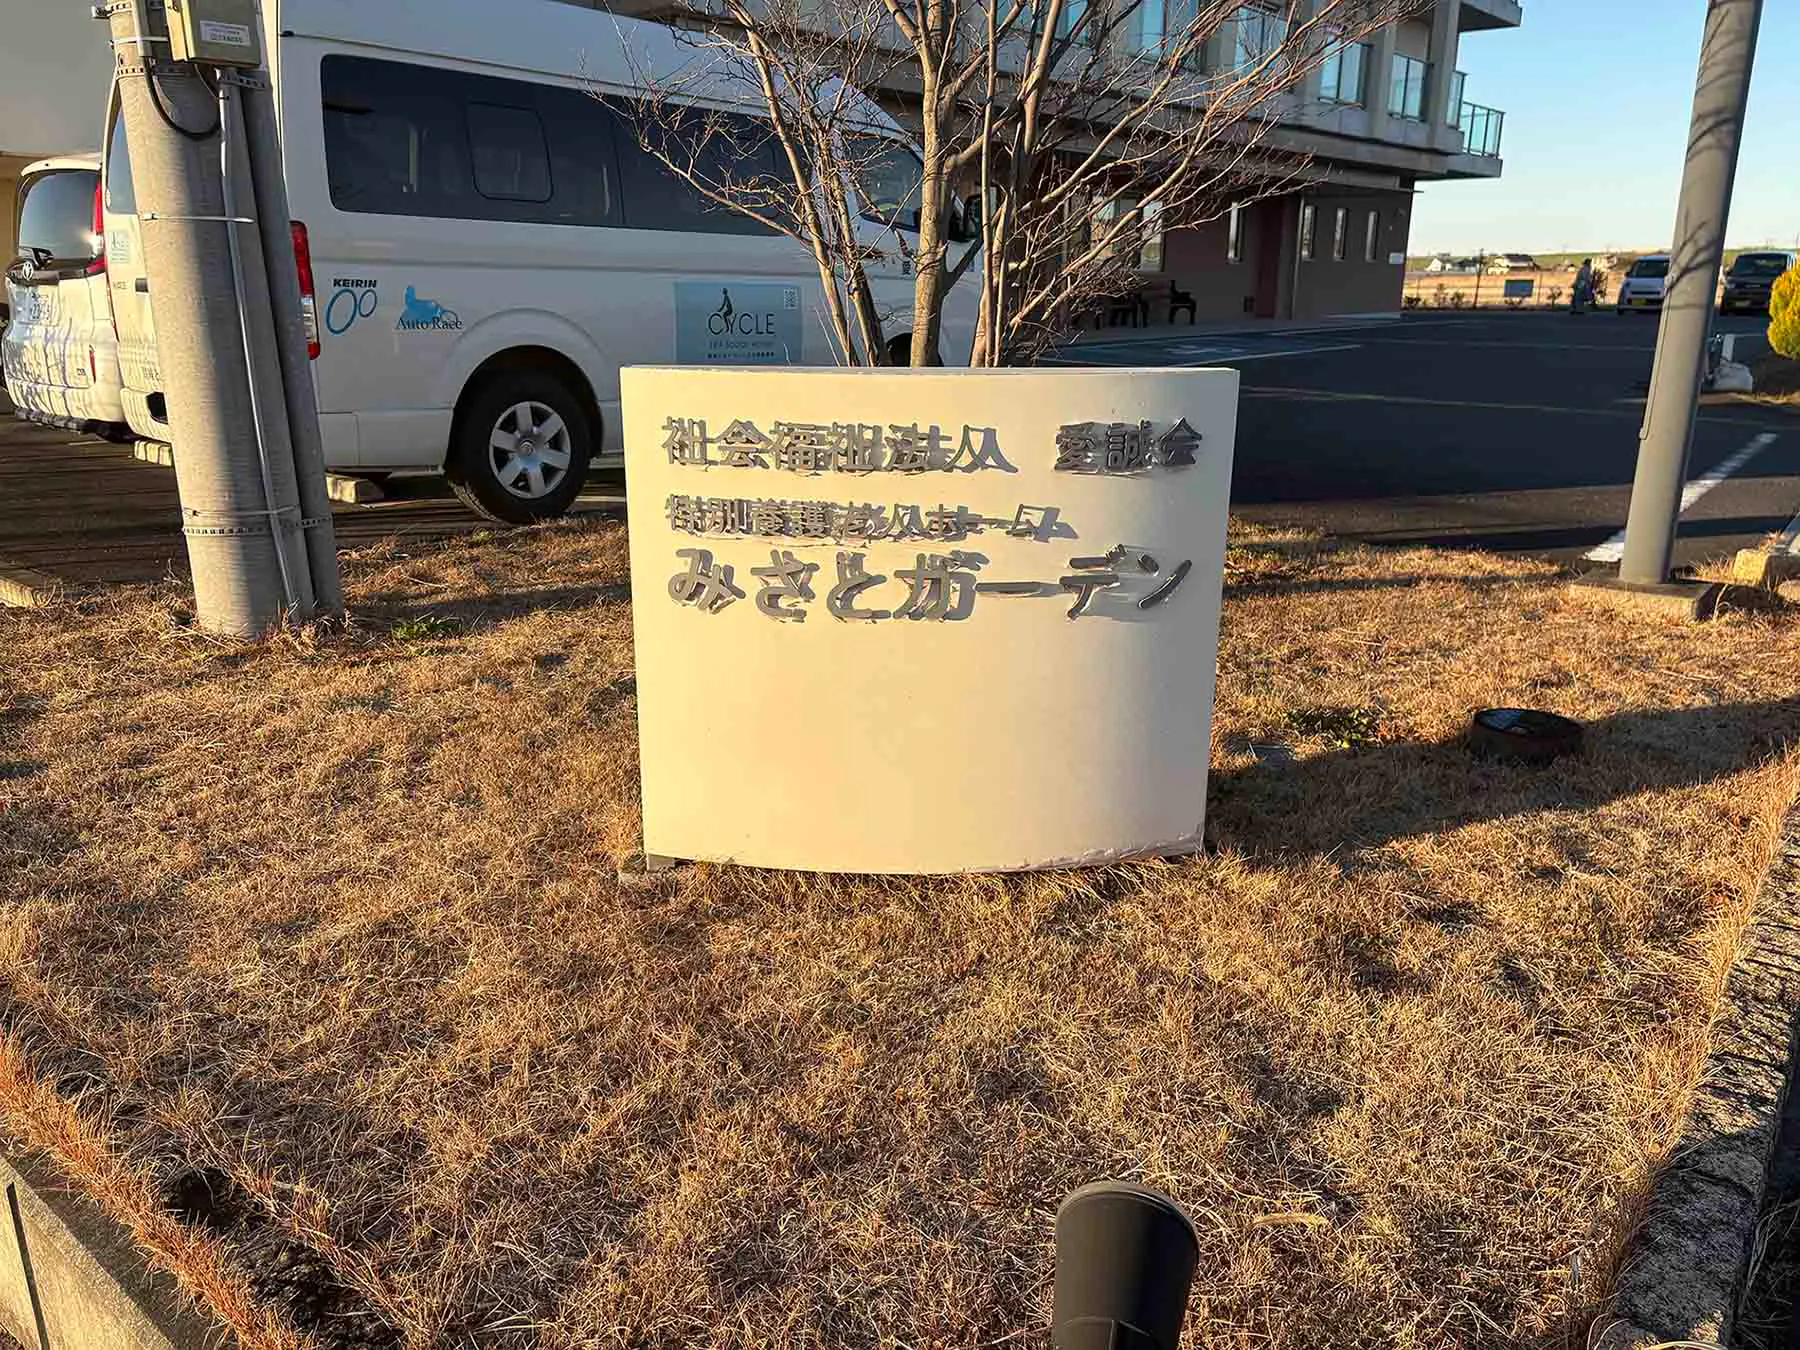 社会福祉法人 愛誠会
特別養護老人ホーム
みさとガーデン
KEIRIN
Auto Race
CYCLE